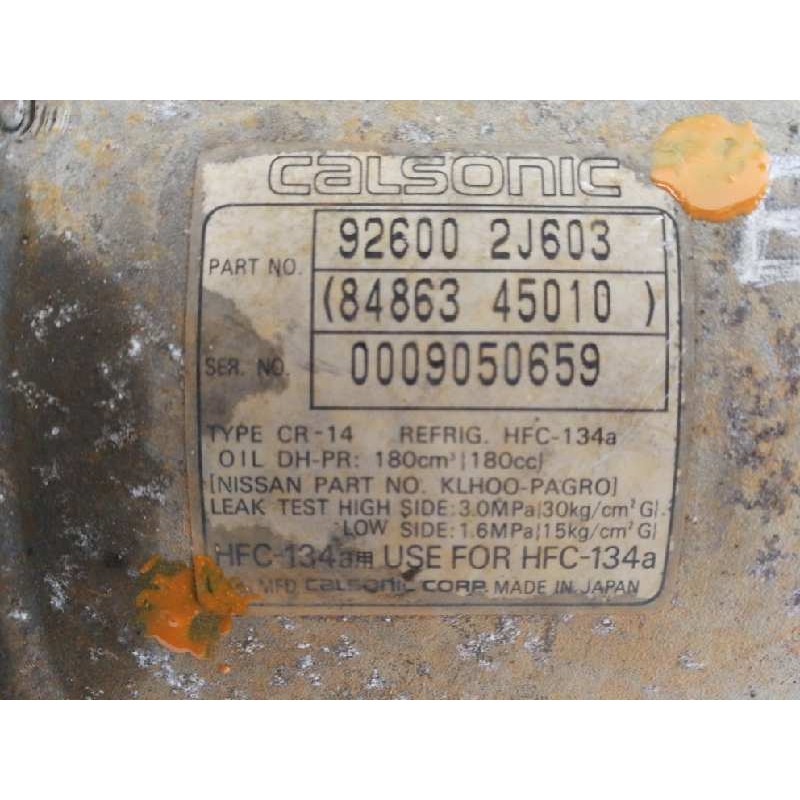 CALSONIC
PART NO. 92600 2J603
(84863 45010 )
SER. NO. 0009050659
TYPE CR-14 REFRIG. HFC-134a
OIL DH-PR: 180cm³(180cc)
[NISSAN PART NO. KLHOO-PAGRO]
LEAK TEST HIGH SIDE:3.0MPa(30kg/cm²G)
LOW SIDE:1.6MPa(15kg/cm²G)
HFC-134a用 USE FOR HFC-134a
MFD. CALSONIC CORP. MADE IN JAPAN